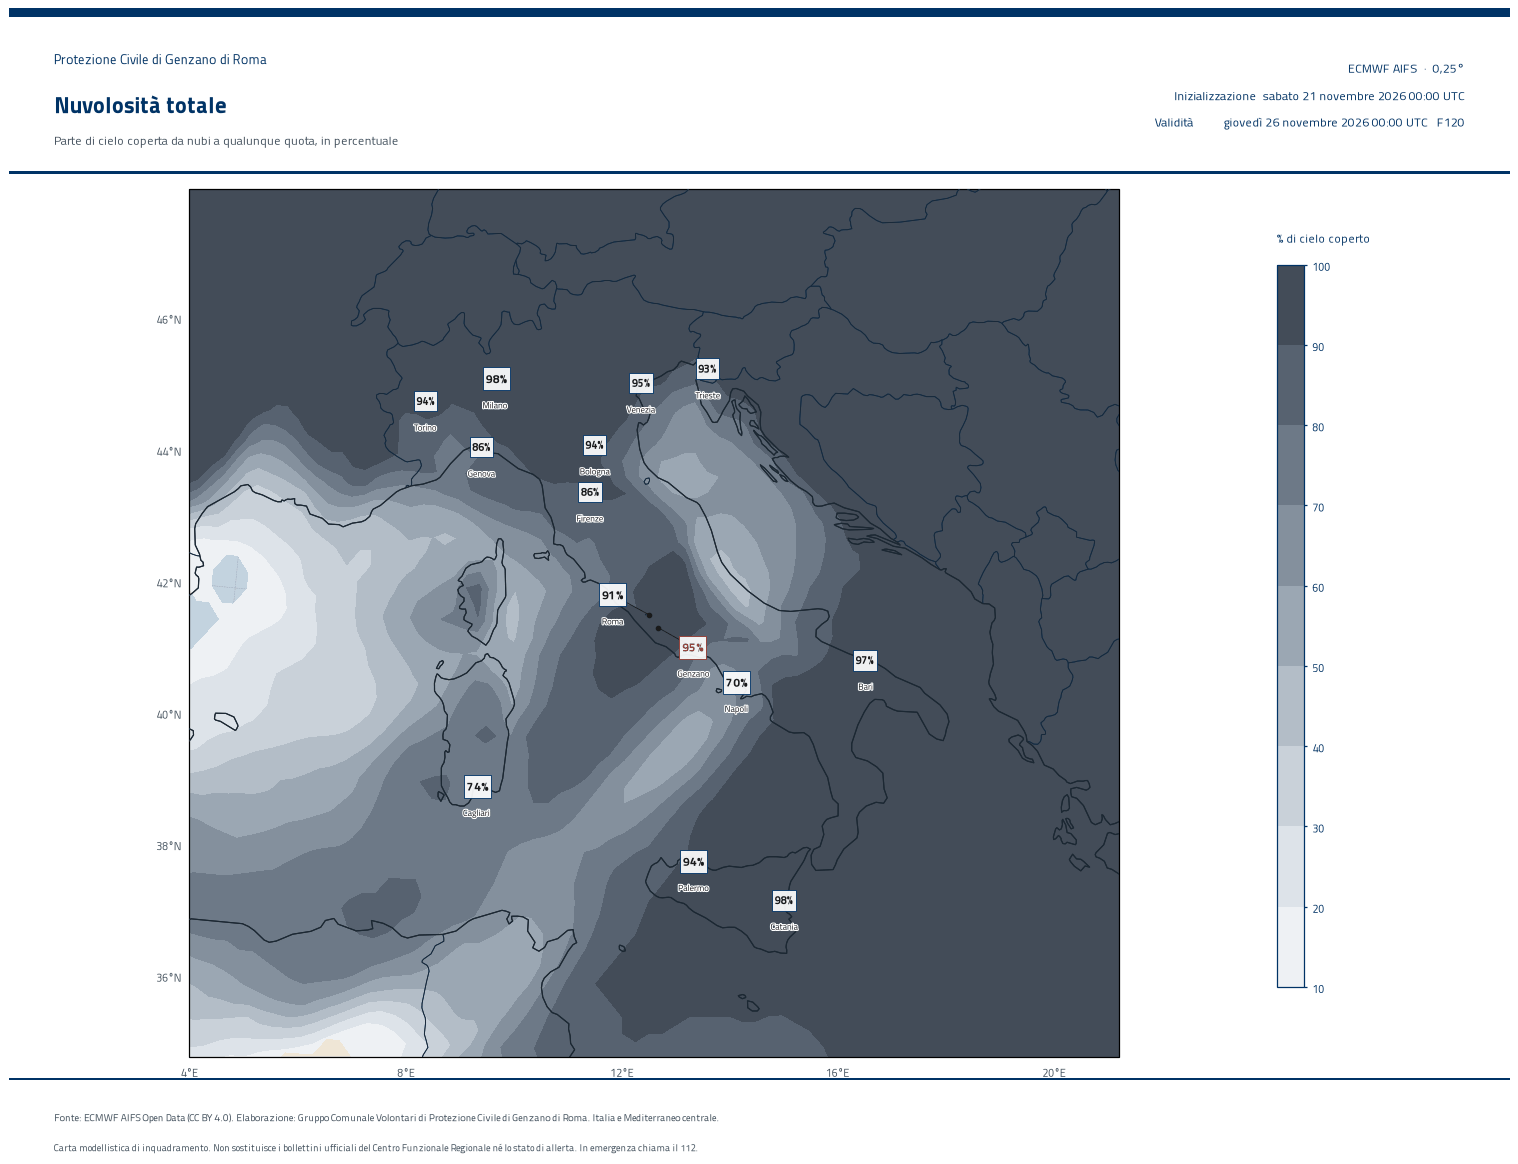 Protezione Civile di Genzano di Roma
Nuvolosità totale
Parte di cielo coperta da nubi a qualunque quota, in percentuale
ECMWF AIFS · 0,25°
Inizializzazione sabato 21 novembre 2026 00:00 UTC
Validità giovedì 26 novembre 2026 00:00 UTC F120
% di cielo coperto
100
90
80
70
60
50
40
30
20
10
46°N
44°N
42°N
40°N
38°N
36°N
4°E
8°E
12°E
16°E
20°E
93%
Trieste
98%
Milano
95%
Venezia
94%
Torino
86%
Genova
94%
Bologna
86%
Firenze
91%
Roma
95%
Genzano
97%
Bari
70%
Napoli
74%
Cagliari
94%
Palermo
98%
Catania
Fonte: ECMWF AIFS Open Data (CC BY 4.0). Elaborazione: Gruppo Comunale Volontari di Protezione Civile di Genzano di Roma. Italia e Mediterraneo centrale.
Carta modellistica di inquadramento. Non sostituisce i bollettini ufficiali del Centro Funzionale Regionale né lo stato di allerta. In emergenza chiama il 112.